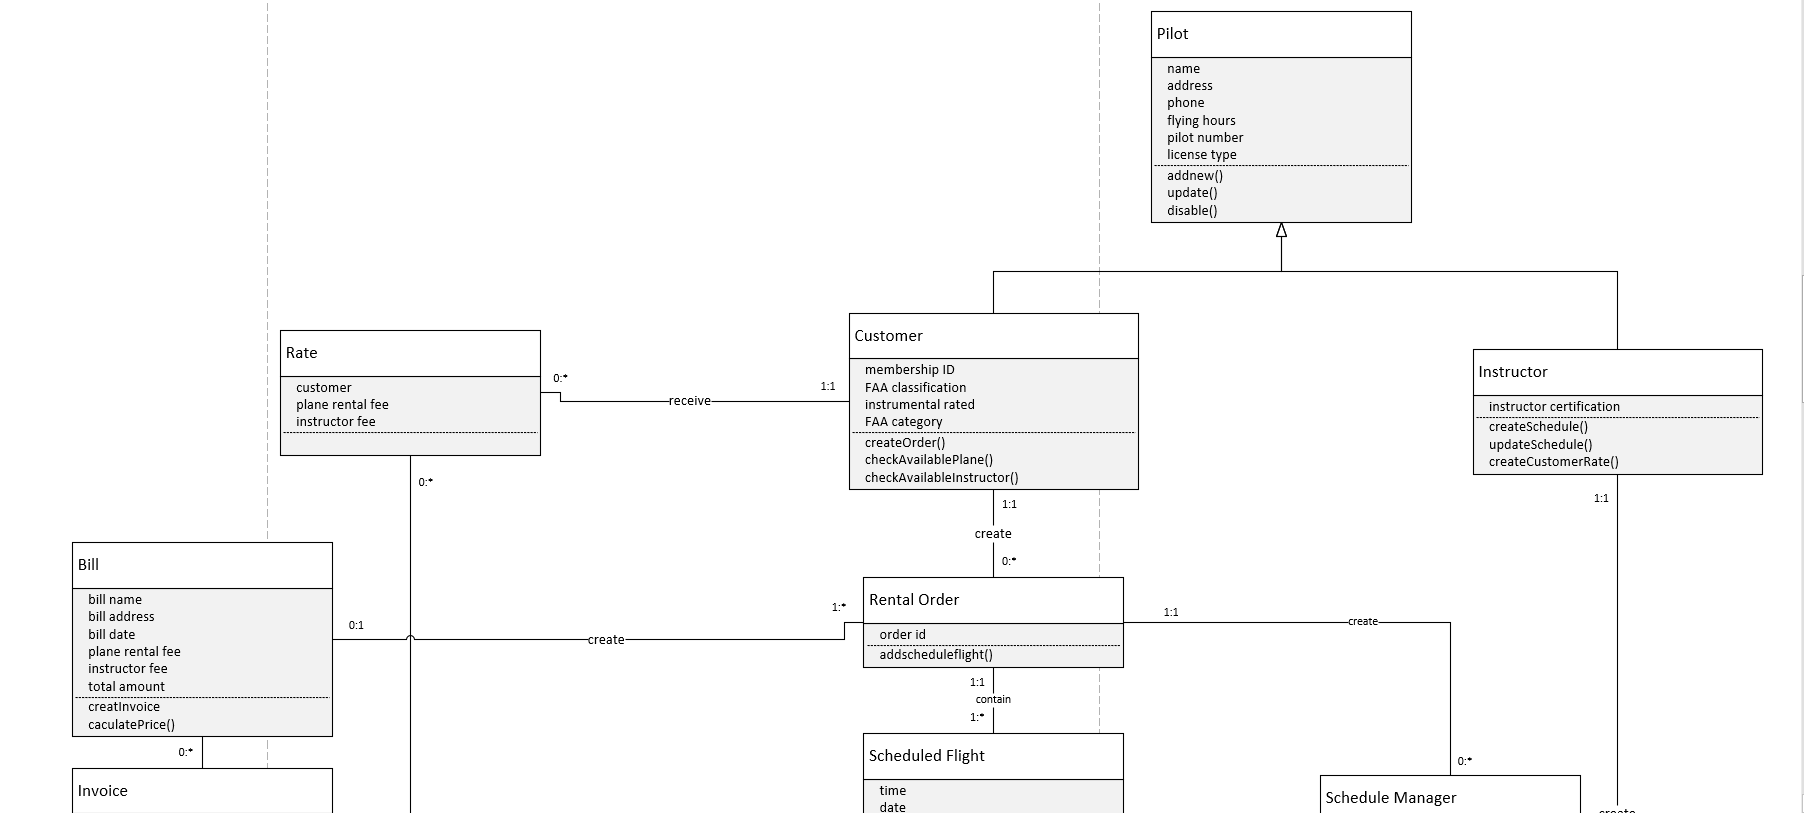 Pilot
name
address
phone
flying hours
pilot number
license type
addnew()
update()
disable()
Rate
customer
plane rental fee
instructor fee
0:*
receive
1:1
Customer
membership ID
FAA classification
instrumental rated
FAA category
createOrder()
checkAvailablePlane()
checkAvailableInstructor()
Instructor
instructor certification
createSchedule()
updateSchedule()
createCustomerRate()
0:*
1:1
create
0:*
1:1
Bill
bill name
bill address
bill date
plane rental fee
instructor fee
total amount
creatInvoice
caculatePrice()
0:1
create
1:*
Rental Order
order id
addscheduleflight()
1:1
create
0:*
1:1
contain
1:*
0:*
Invoice
Scheduled Flight
time
date
Schedule Manager
create